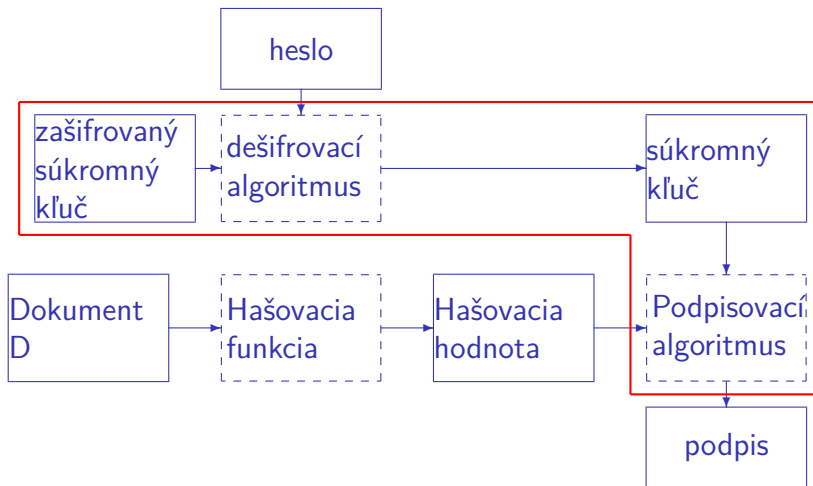 heslo
zašifrovaný
súkromný
kľuč
dešifrovací
algoritmus
súkromný
kľuč
Dokument
D
Hašovacia
funkcia
Hašovacia
hodnota
Podpisovací
algoritmus
podpis